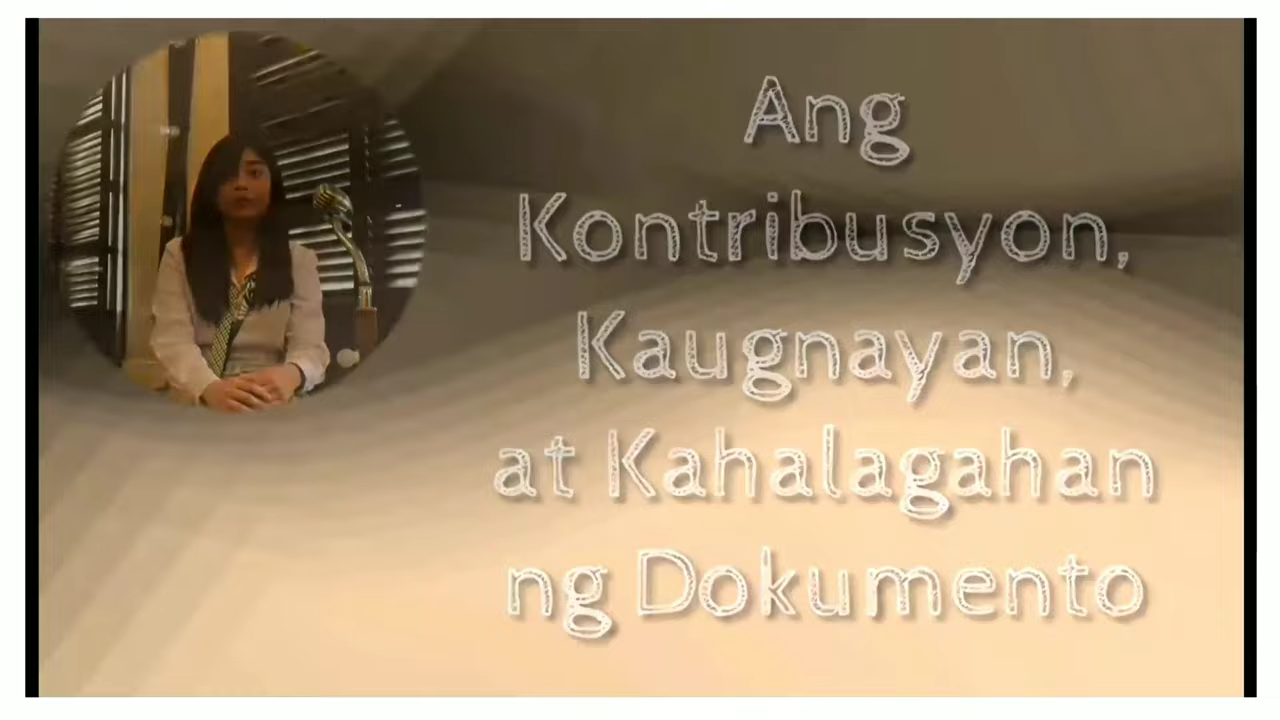 Ang
Kontribusyon,
Kaugnayan,
at Kahalagahan
ng Dokumento